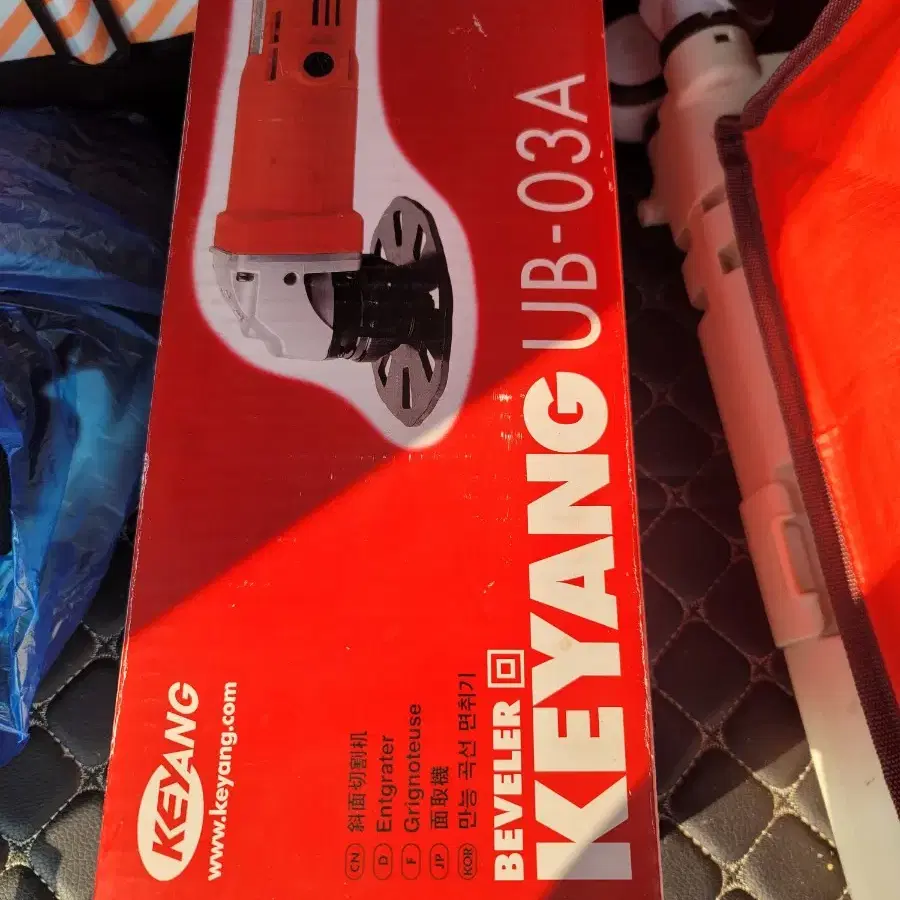 KEYANG UB-03A
BEVELER
KOR 만능 곡선 면취기
JP 面取機
F Grignoteuse
D Entgrater
CN 斜面切割机
KEYANG
www.keyang.com